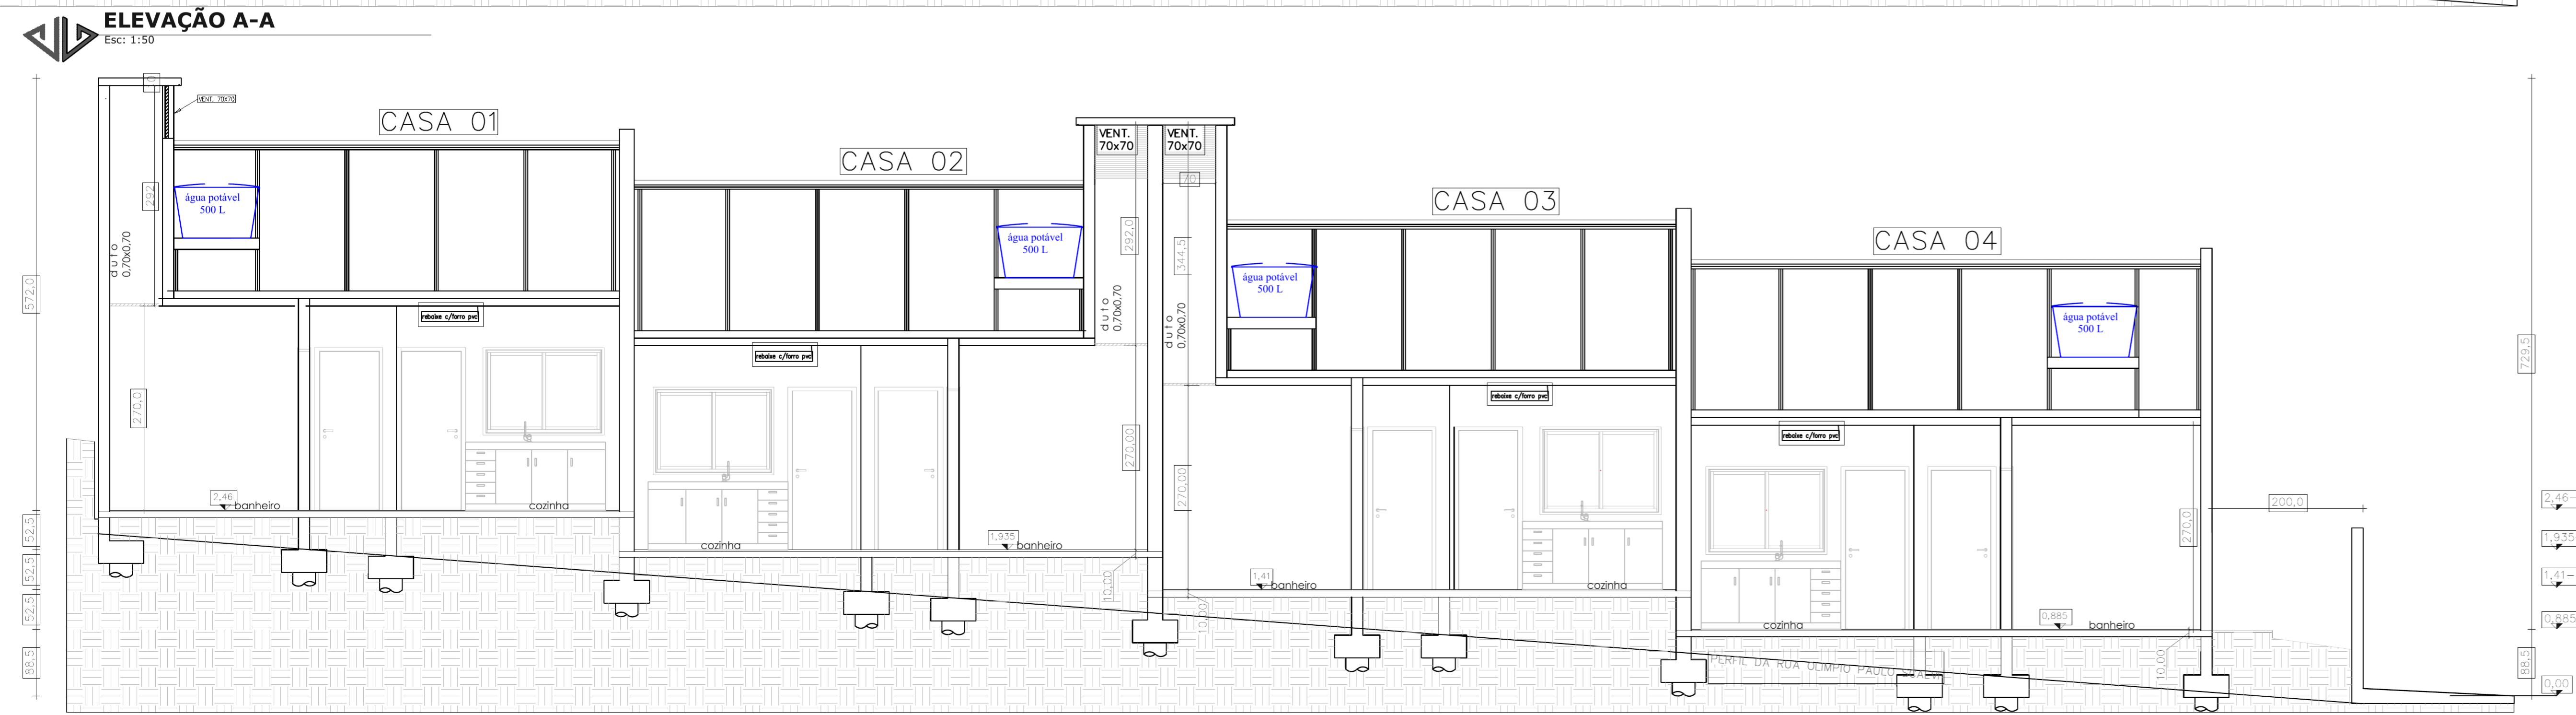 ELEVAÇÃO A-A
Esc: 1:50
VENT. 70X70
CASA 01
CASA 02
CASA 03
CASA 04
VENT.
70x70
VENT.
70x70
70
água potável
500 L
água potável
500 L
água potável
500 L
água potável
500 L
292
292,0
344,5
duto
0,70x0,70
duto
0,70x0,70
duto
0,70x0,70
572,0
729,5
rebaixe c/forro pvc
rebaixe c/forro pvc
rebaixe c/forro pvc
rebaixe c/forro pvc
270,0
270,00
270,00
270,0
2,46
banheiro
cozinha
cozinha
1,935
banheiro
1,41
banheiro
cozinha
cozinha
0,885
banheiro
200,0
52,5
52,5
52,5
88,5
10,00
10,00
10,00
2,46
1,935
1,41
0,885
88,5
0,00
PERFIL DA RUA OLIMPIO PAULO